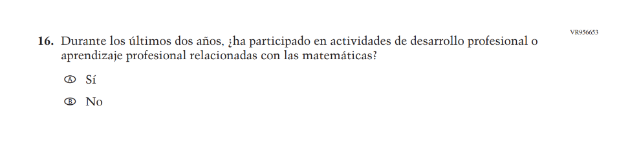 VR956653
16. Durante los últimos dos años, ¿ha participado en actividades de desarrollo profesional o
aprendizaje profesional relacionadas con las matemáticas?
Ⓐ Sí
Ⓑ No